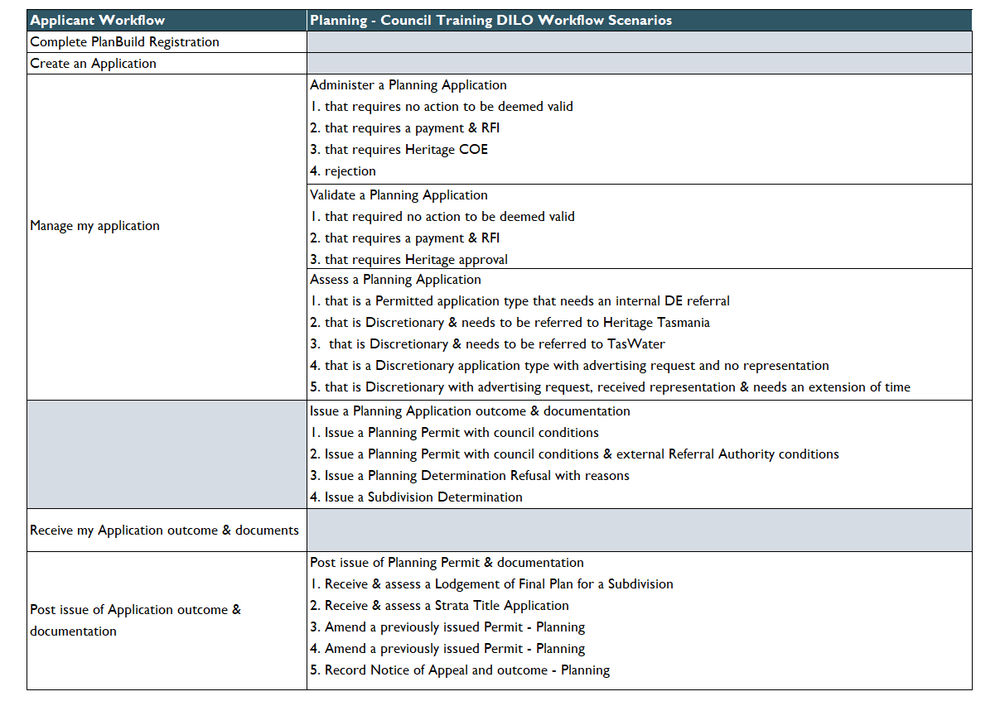 Applicant Workflow
Planning - Council Training DILO Workflow Scenarios
Complete PlanBuild Registration
Create an Application
Manage my application
Administer a Planning Application
1. that requires no action to be deemed valid
2. that requires a payment & RFI
3. that requires Heritage COE
4. rejection
Validate a Planning Application
1. that required no action to be deemed valid
2. that requires a payment & RFI
3. that requires Heritage approval
Assess a Planning Application
1. that is a Permitted application type that needs an internal DE referral
2. that is Discretionary & needs to be referred to Heritage Tasmania
3.  that is Discretionary & needs to be referred to TasWater
4. that is a Discretionary application type with advertising request and no representation
5. that is Discretionary with advertising request, received representation & needs an extension of time
Issue a Planning Application outcome & documentation
1. Issue a Planning Permit with council conditions
2. Issue a Planning Permit with council conditions & external Referral Authority conditions
3. Issue a Planning Determination Refusal with reasons
4. Issue a Subdivision Determination
Receive my Application outcome & documents
Post issue of Application outcome &
documentation
Post issue of Planning Permit & documentation
1. Receive & assess a Lodgement of Final Plan for a Subdivision
2. Receive & assess a Strata Title Application
3. Amend a previously issued Permit - Planning
4. Amend a previously issued Permit - Planning
5. Record Notice of Appeal and outcome - Planning